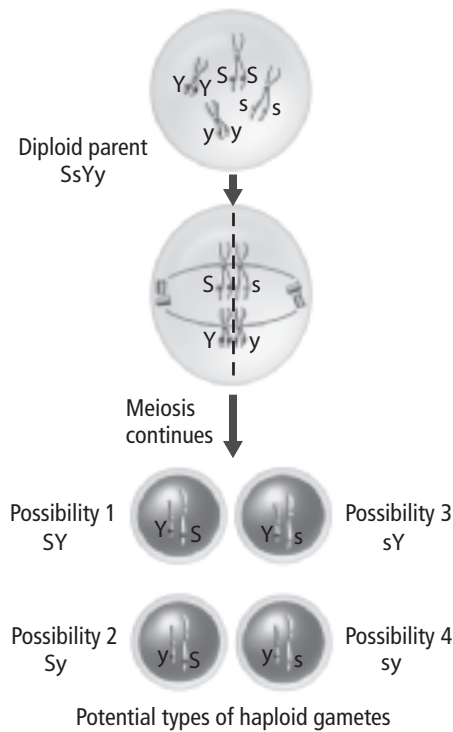 Y Y S S
s s
y y
Diploid parent
SsYy
S s
Y y
Meiosis
continues
Possibility 1
SY
Y S
Y s
Possibility 3
sY
Possibility 2
Sy
y S
y s
Possibility 4
sy
Potential types of haploid gametes